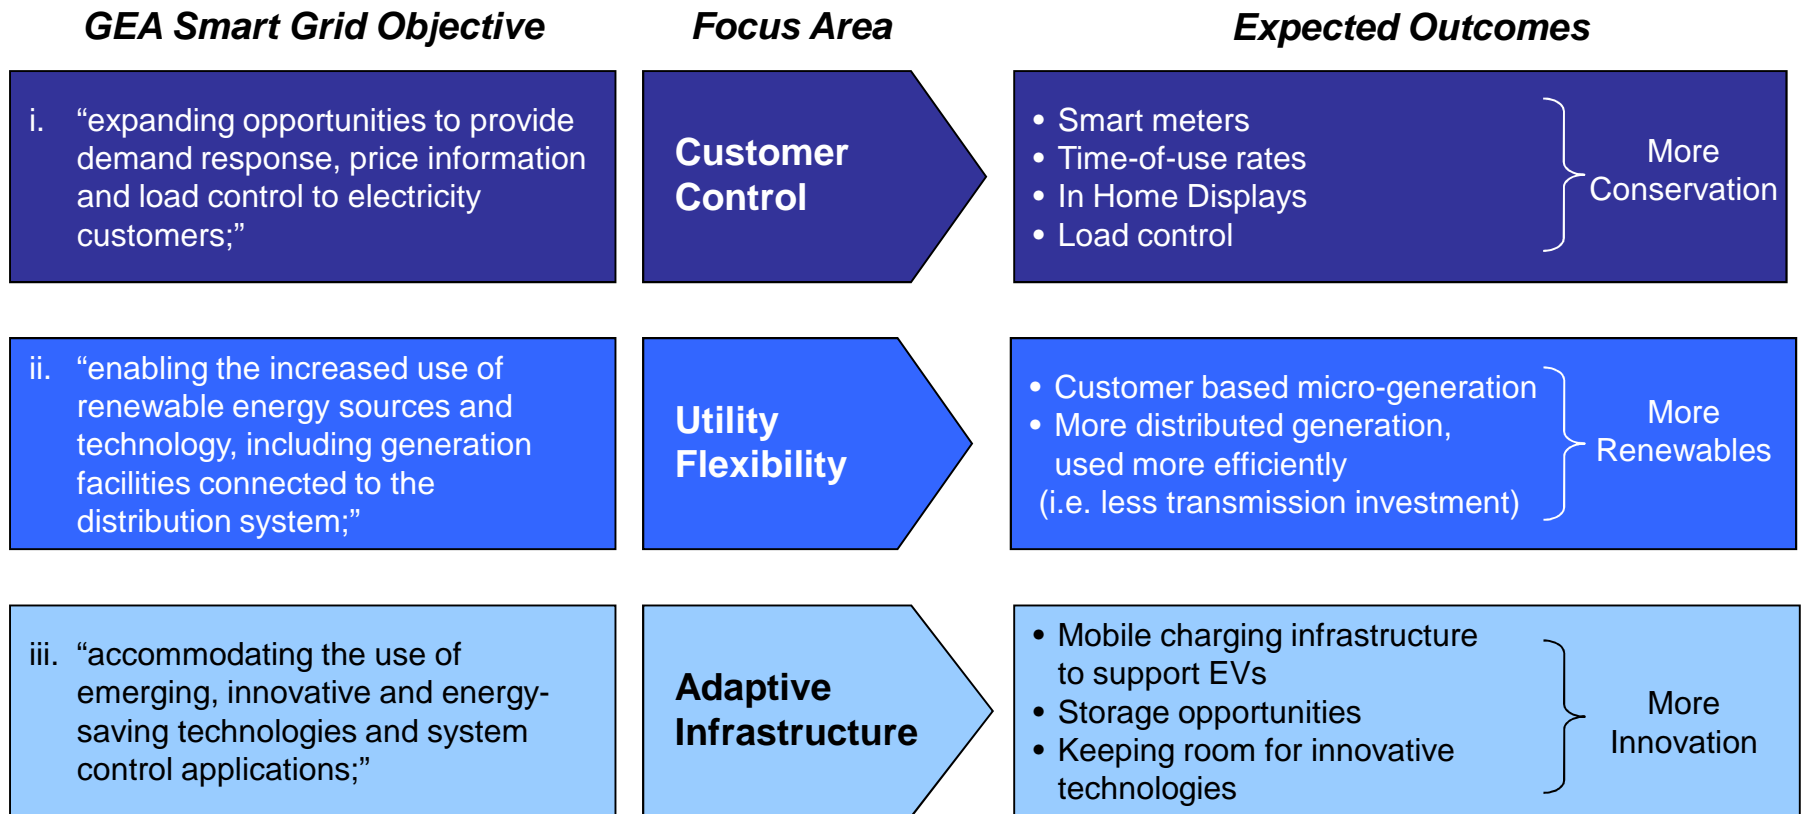 GEA Smart Grid Objective
Focus Area
Expected Outcomes
i. “expanding opportunities to provide
demand response, price information
and load control to electricity
customers;”
Customer
Control
• Smart meters
• Time-of-use rates
• In Home Displays
• Load control
More
Conservation
ii. “enabling the increased use of
renewable energy sources and
technology, including generation
facilities connected to the
distribution system;”
Utility
Flexibility
• Customer based micro-generation
• More distributed generation,
used more efficiently
(i.e. less transmission investment)
More
Renewables
iii. “accommodating the use of
emerging, innovative and energy-
saving technologies and system
control applications;”
Adaptive
Infrastructure
• Mobile charging infrastructure
to support EVs
• Storage opportunities
• Keeping room for innovative
technologies
More
Innovation